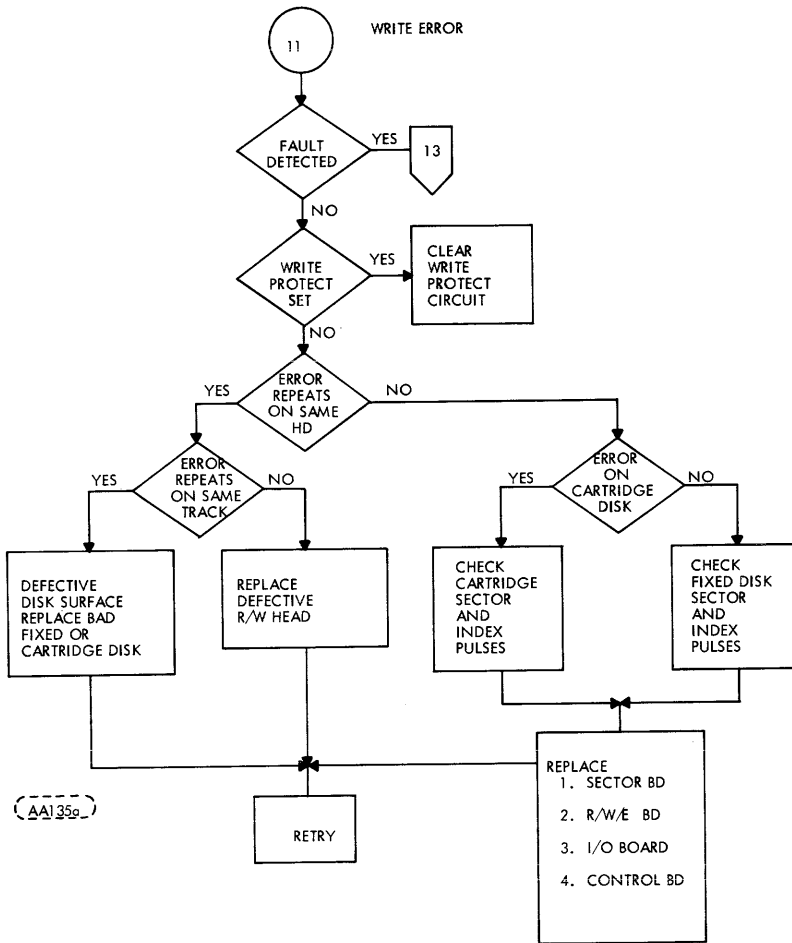 WRITE ERROR
11
FAULT
DETECTED
YES
13
NO
WRITE
PROTECT
SET
YES
CLEAR
WRITE
PROTECT
CIRCUIT
NO
ERROR
REPEATS
ON SAME
HD
YES
NO
ERROR
REPEATS
ON SAME
TRACK
YES
NO
ERROR
ON
CARTRIDGE
DISK
YES
NO
DEFECTIVE
DISK SURFACE
REPLACE BAD
FIXED OR
CARTRIDGE DISK
REPLACE
DEFECTIVE
R/W HEAD
CHECK
CARTRIDGE
SECTOR
AND
INDEX
PULSES
CHECK
FIXED DISK
SECTOR
AND
INDEX
PULSES
REPLACE
1. SECTOR BD
2. R/W/E BD
3. I/O BOARD
4. CONTROL BD
RETRY
AA135a